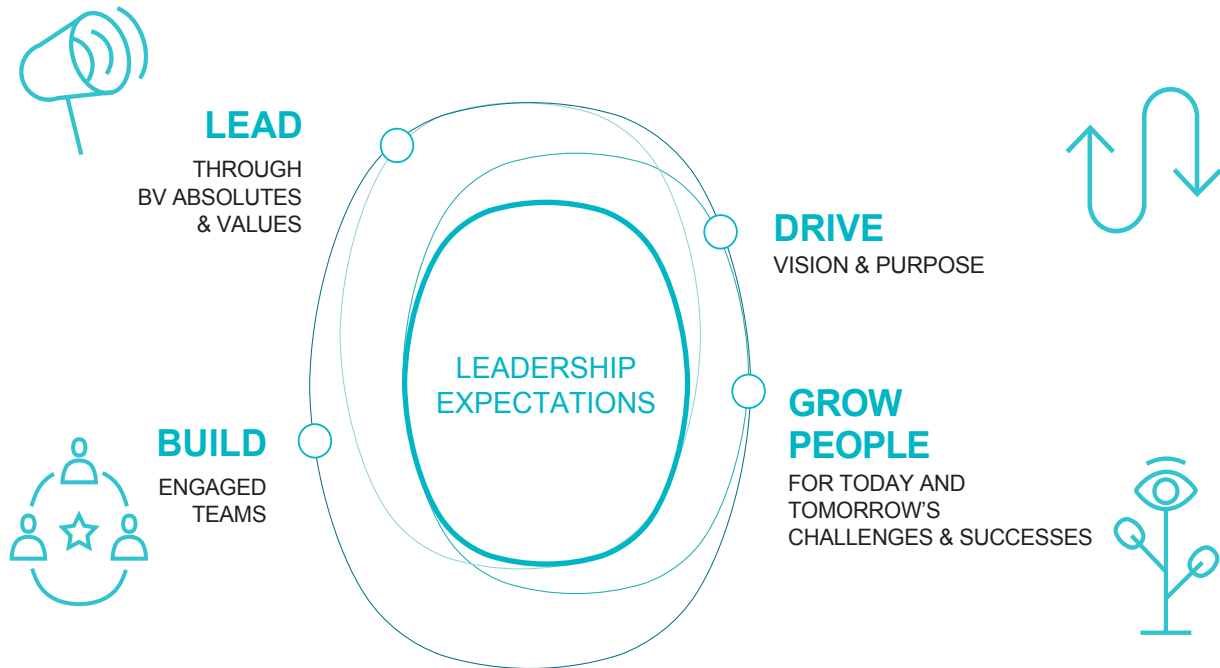 LEAD
THROUGH
BV ABSOLUTES
& VALUES
DRIVE
VISION & PURPOSE
LEADERSHIP
EXPECTATIONS
BUILD
ENGAGED
TEAMS
GROW
PEOPLE
FOR TODAY AND
TOMORROW’S
CHALLENGES & SUCCESSES